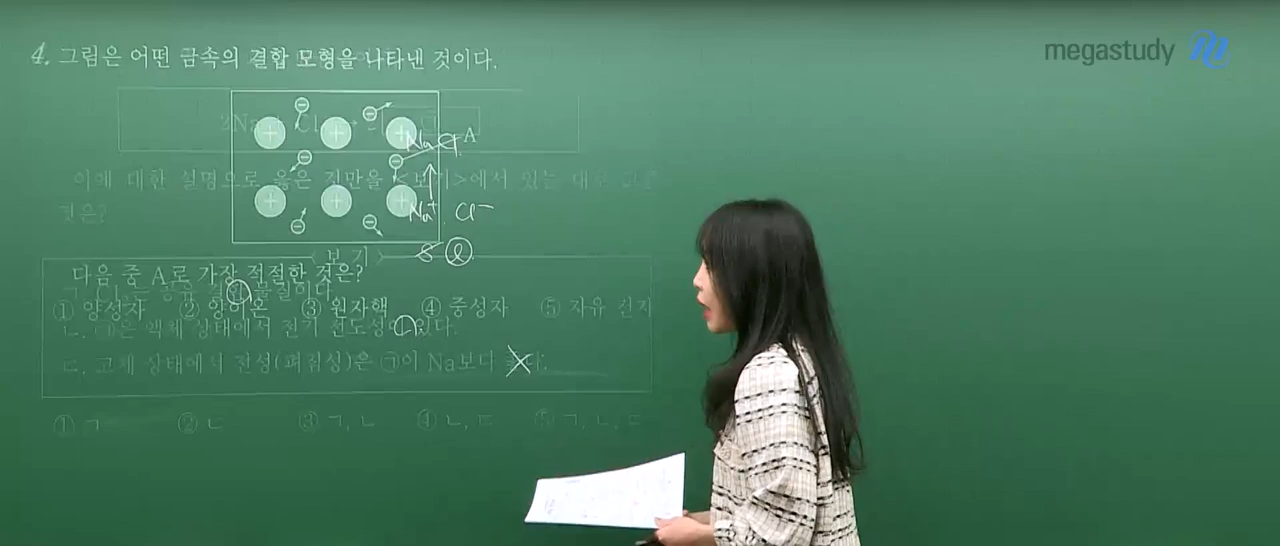 megastudy
4. 그림은 어떤 금속의 결합 모형을 나타낸 것이다.
Na Cl A
이에 대한 설명으로 옳은 것만을 <보기>에서 있는 대로 고른
것은?
Na⁺ Cl⁻
<보기>
s ⓛ
다음 중 A로 가장 적절한 것은?
① 양성자 ② 양이온 ③ 원자핵 ④ 중성자 ⑤ 자유 전자
ㄴ. ㉠은 액체 상태에서 전기 전도성이 있다.
ㄷ. 고체 상태에서 전성(펴짐성)은 ㉠이 Na보다 크다.
① ㄱ ② ㄷ ③ ㄱ, ㄴ ④ ㄴ, ㄷ ⑤ ㄱ, ㄴ, ㄷ